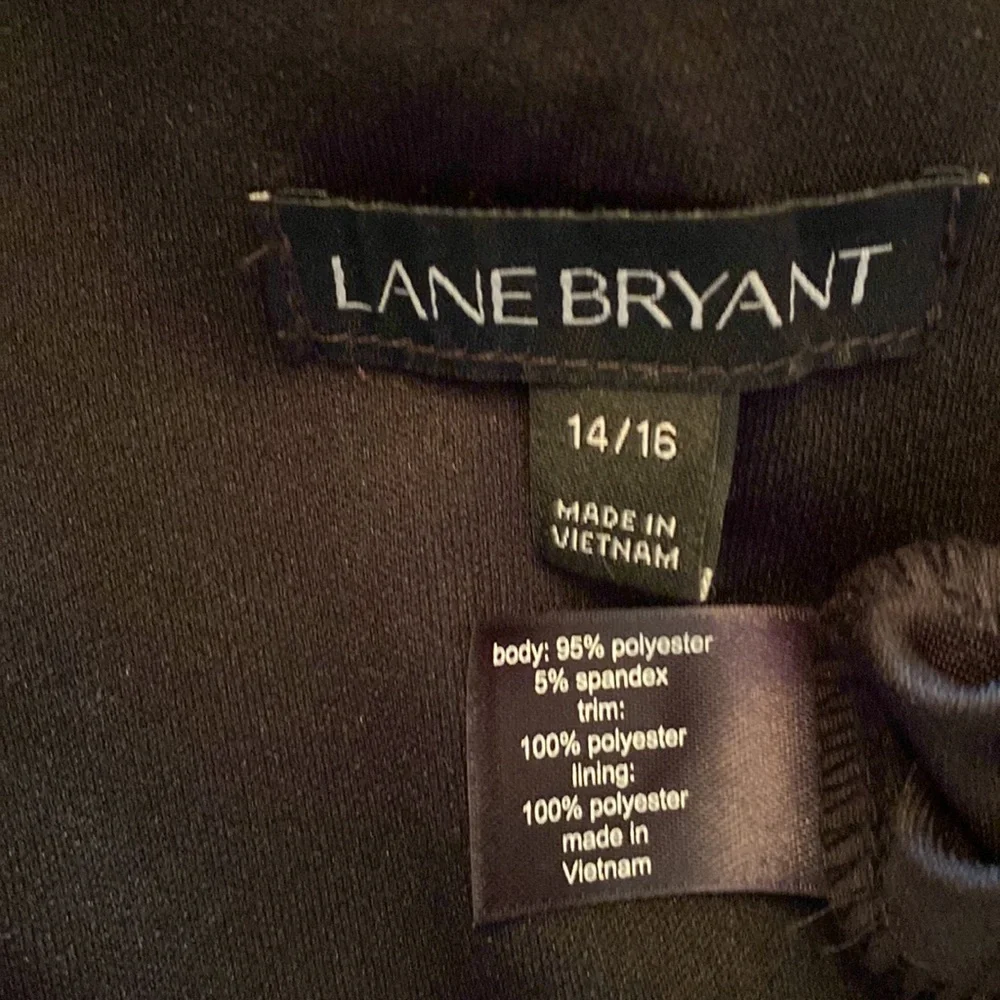 LANE BRYANT
14/16
MADE IN
VIETNAM
body: 95% polyester
5% spandex
trim:
100% polyester
lining:
100% polyester
made in
Vietnam